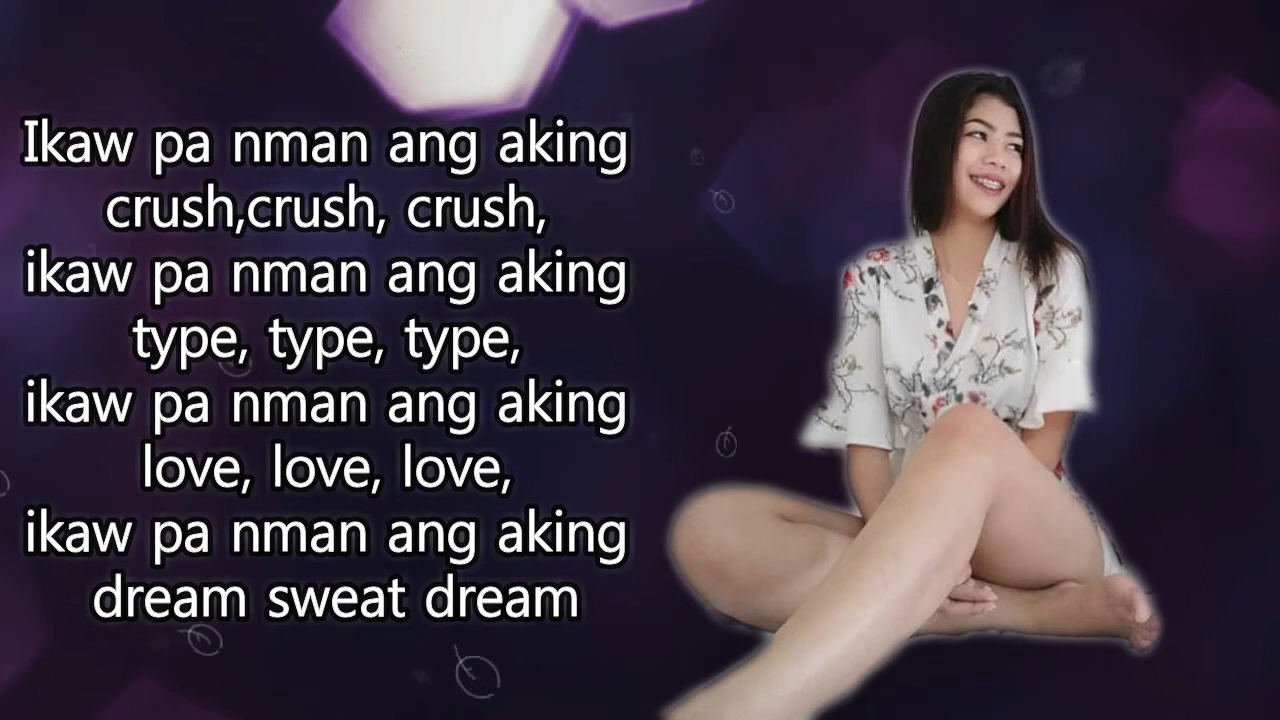 Ikaw pa nman ang aking
crush,crush, crush,
ikaw pa nman ang aking
type, type, type,
ikaw pa nman ang aking
love, love, love,
ikaw pa nman ang aking
dream sweat dream